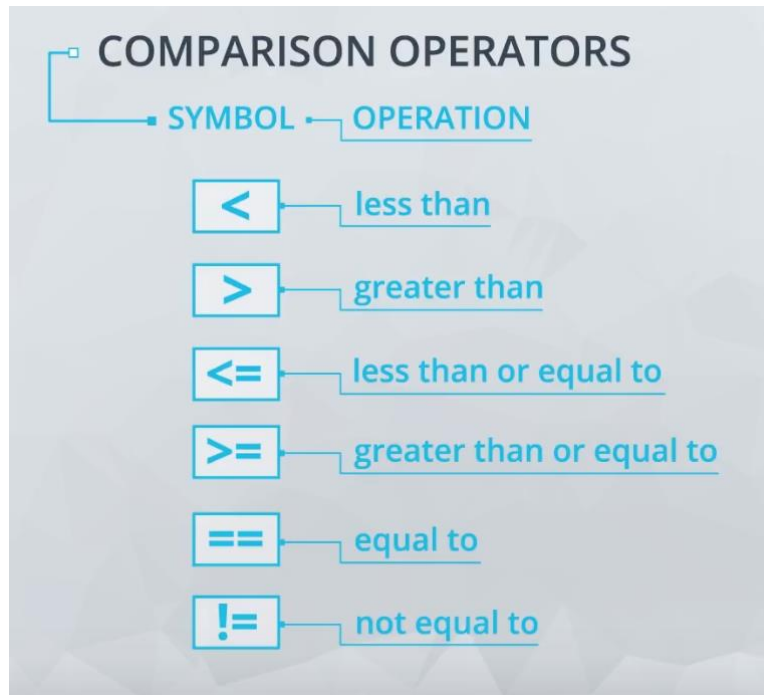 COMPARISON OPERATORS
SYMBOL OPERATION
< less than
> greater than
<= less than or equal to
>= greater than or equal to
== equal to
!= not equal to